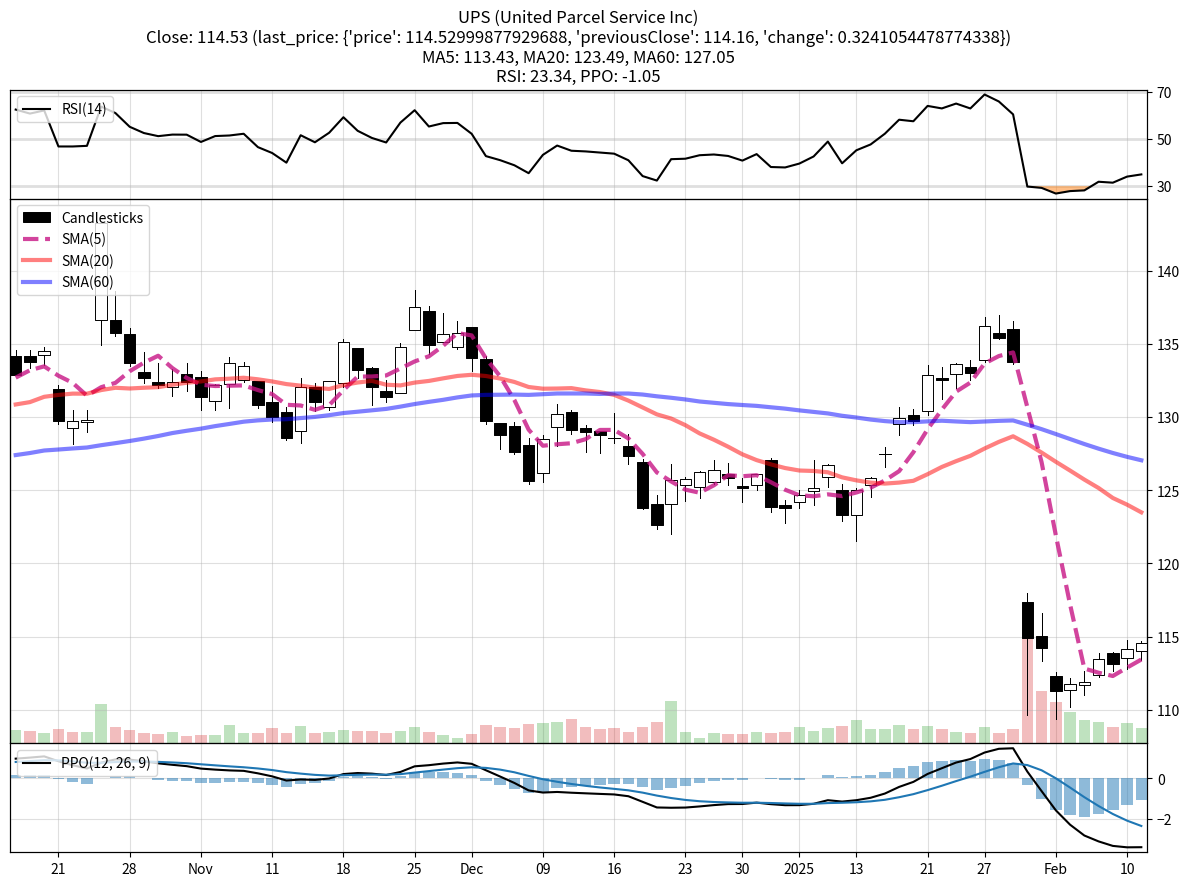 UPS (United Parcel Service Inc)
Close: 114.53 (last_price: {'price': 114.52999877929688, 'previousClose': 114.16, 'change': 0.3241054478774338})
MA5: 113.43, MA20: 123.49, MA60: 127.05
RSI: 23.34, PPO: -1.05
RSI(14)
70
50
30
Candlesticks
SMA(5)
SMA(20)
SMA(60)
140
135
130
125
120
115
110
PPO(12, 26, 9)
0
−2
21 28 Nov 11 18 25 Dec 09 16 23 30 2025 13 21 27 Feb 10